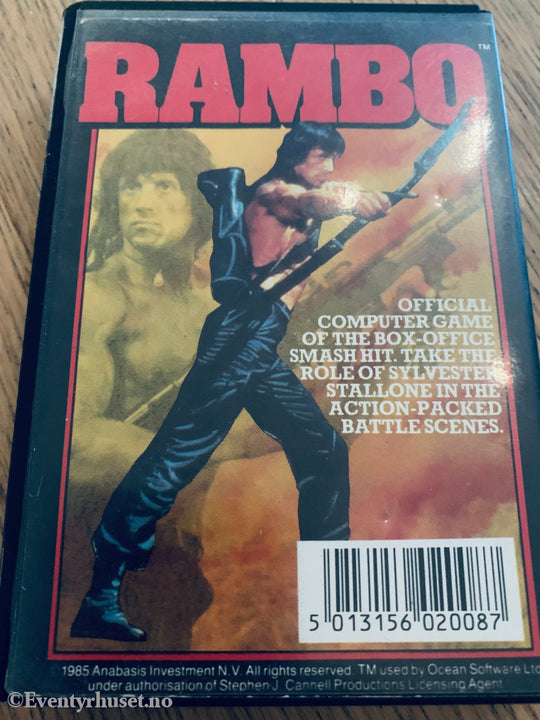 RAMBO™
OFFICIAL
COMPUTER GAME
OF THE BOX-OFFICE
SMASH HIT. TAKE THE
ROLE OF SYLVESTER
STALLONE IN THE
ACTION-PACKED
BATTLE SCENES.
5 013156 020087
1985 Anabasis Investment N.V. All rights reserved. TM used by Ocean Software Ltd
under authorisation of Stephen J. Cannell Productions Licensing Agent
©Eventyrhuset.no